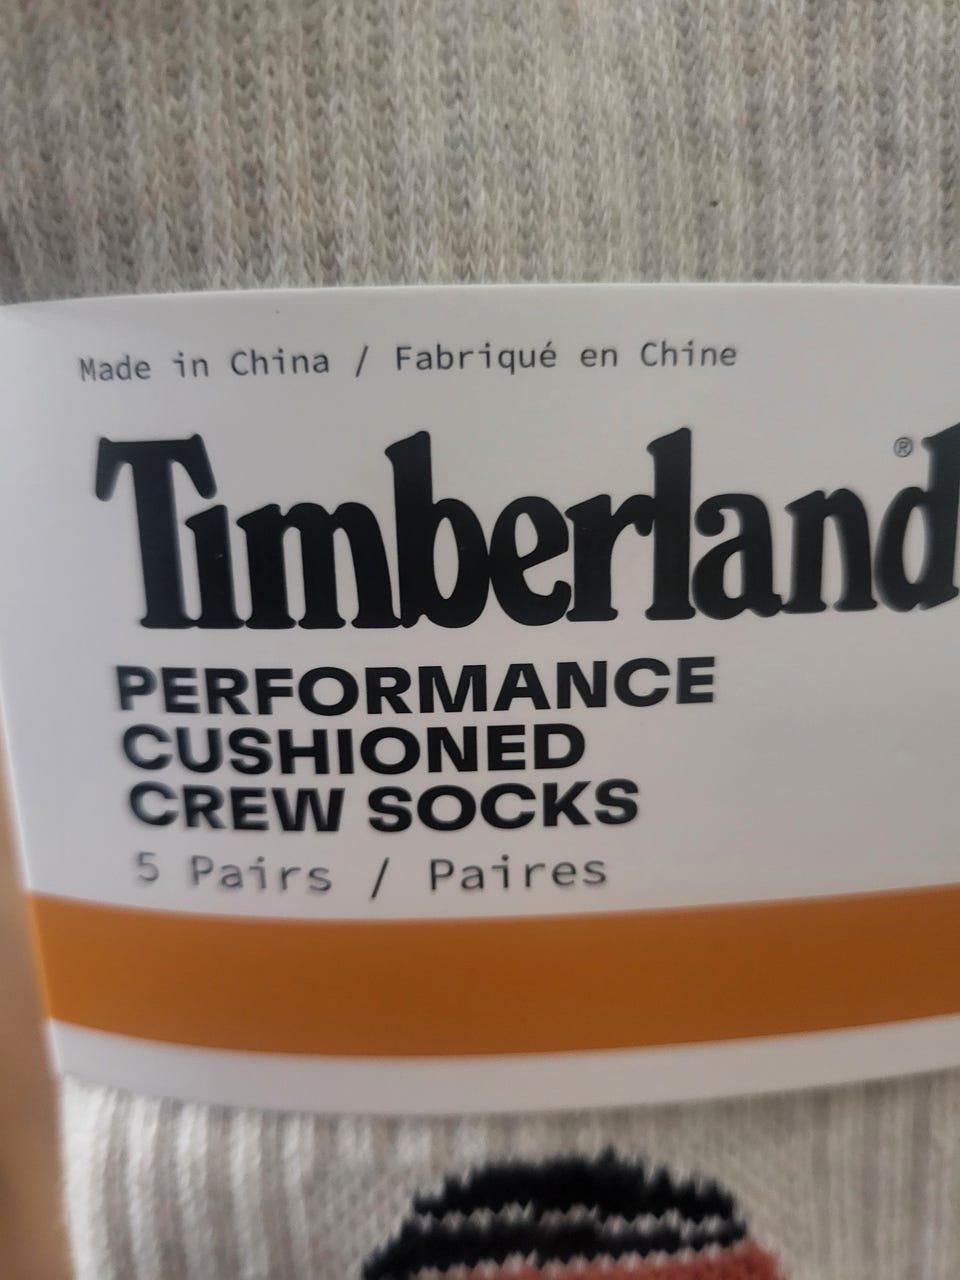 Made in China / Fabriqué en Chine
Timberland®
PERFORMANCE
CUSHIONED
CREW SOCKS
5 Pairs / Paires